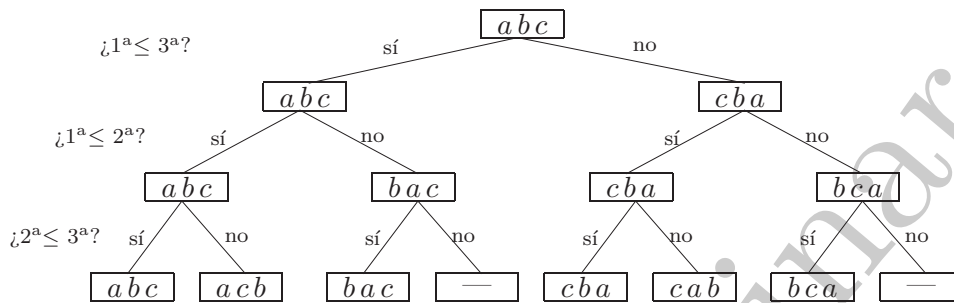 a b c
¿1ª≤ 3ª?
sí
no
a b c
c b a
¿1ª≤ 2ª?
sí
no
sí
no
a b c
b a c
c b a
b c a
¿2ª≤ 3ª?
sí
no
sí
no
sí
no
sí
no
a b c
a c b
b a c
—
c b a
c a b
b c a
—
inar